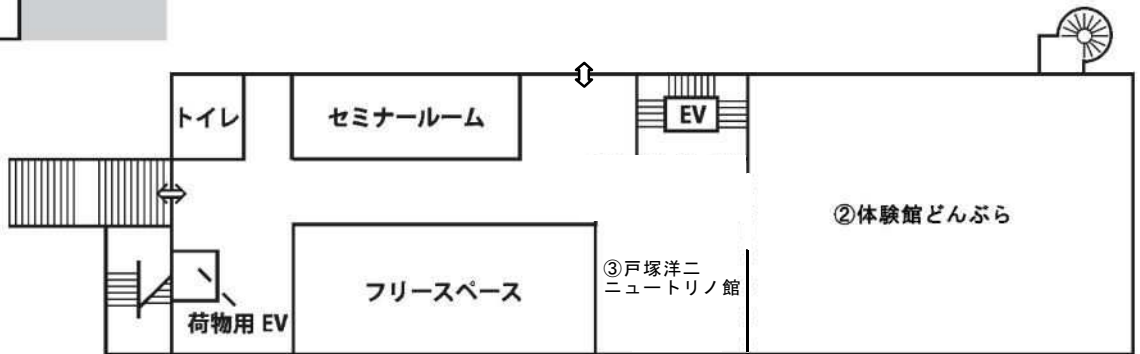 トイレ
セミナールーム
EV
②体験館どんぶら
③戸塚洋二
ニュートリノ館
フリースペース
荷物用 EV